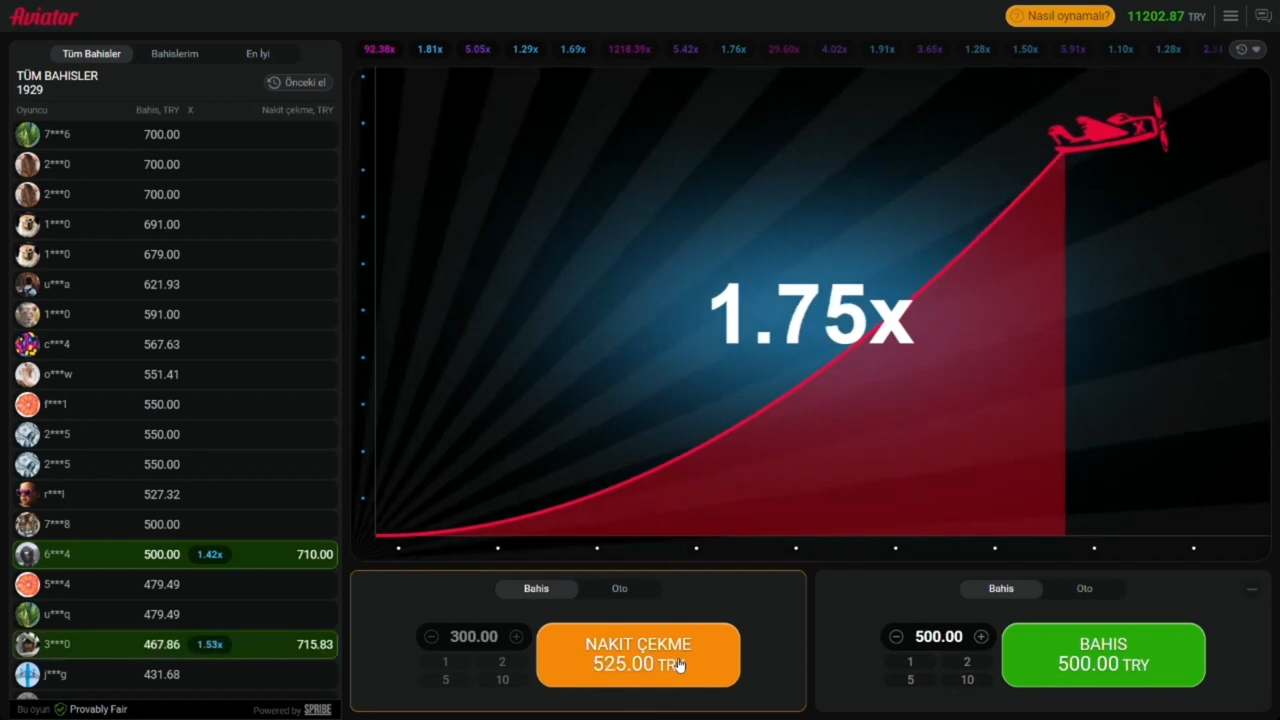 Aviator
Nasıl oynamalı?
11202.87 TRY
Tüm Bahisler Bahislerim En İyi
TÜM BAHISLER
1929
Önceki el
Oyuncu Bahis, TRY X Nakit çekme, TRY
7***6 700.00
2***0 700.00
2***0 700.00
1***0 691.00
1***0 679.00
u***a 621.93
1***0 591.00
c***4 567.63
o***w 551.41
f***1 550.00
2***5 550.00
2***5 550.00
r***l 527.32
7***8 500.00
6***4 500.00 1.42x 710.00
5***4 479.49
u***q 479.49
3***0 467.86 1.53x 715.83
j***g 431.68
Bu oyun Provably Fair Powered by SPRIBE
92.38x 1.81x 5.05x 1.29x 1.69x 1218.39x 5.42x 1.76x 29.60x 4.02x 1.91x 3.65x 1.28x 1.50x 5.91x 1.10x 1.28x 2.31
1.75x
Bahis Oto
300.00
1 2
5 10
NAKIT ÇEKME
525.00 TRY
Bahis Oto
500.00
1 2
5 10
BAHIS
500.00 TRY